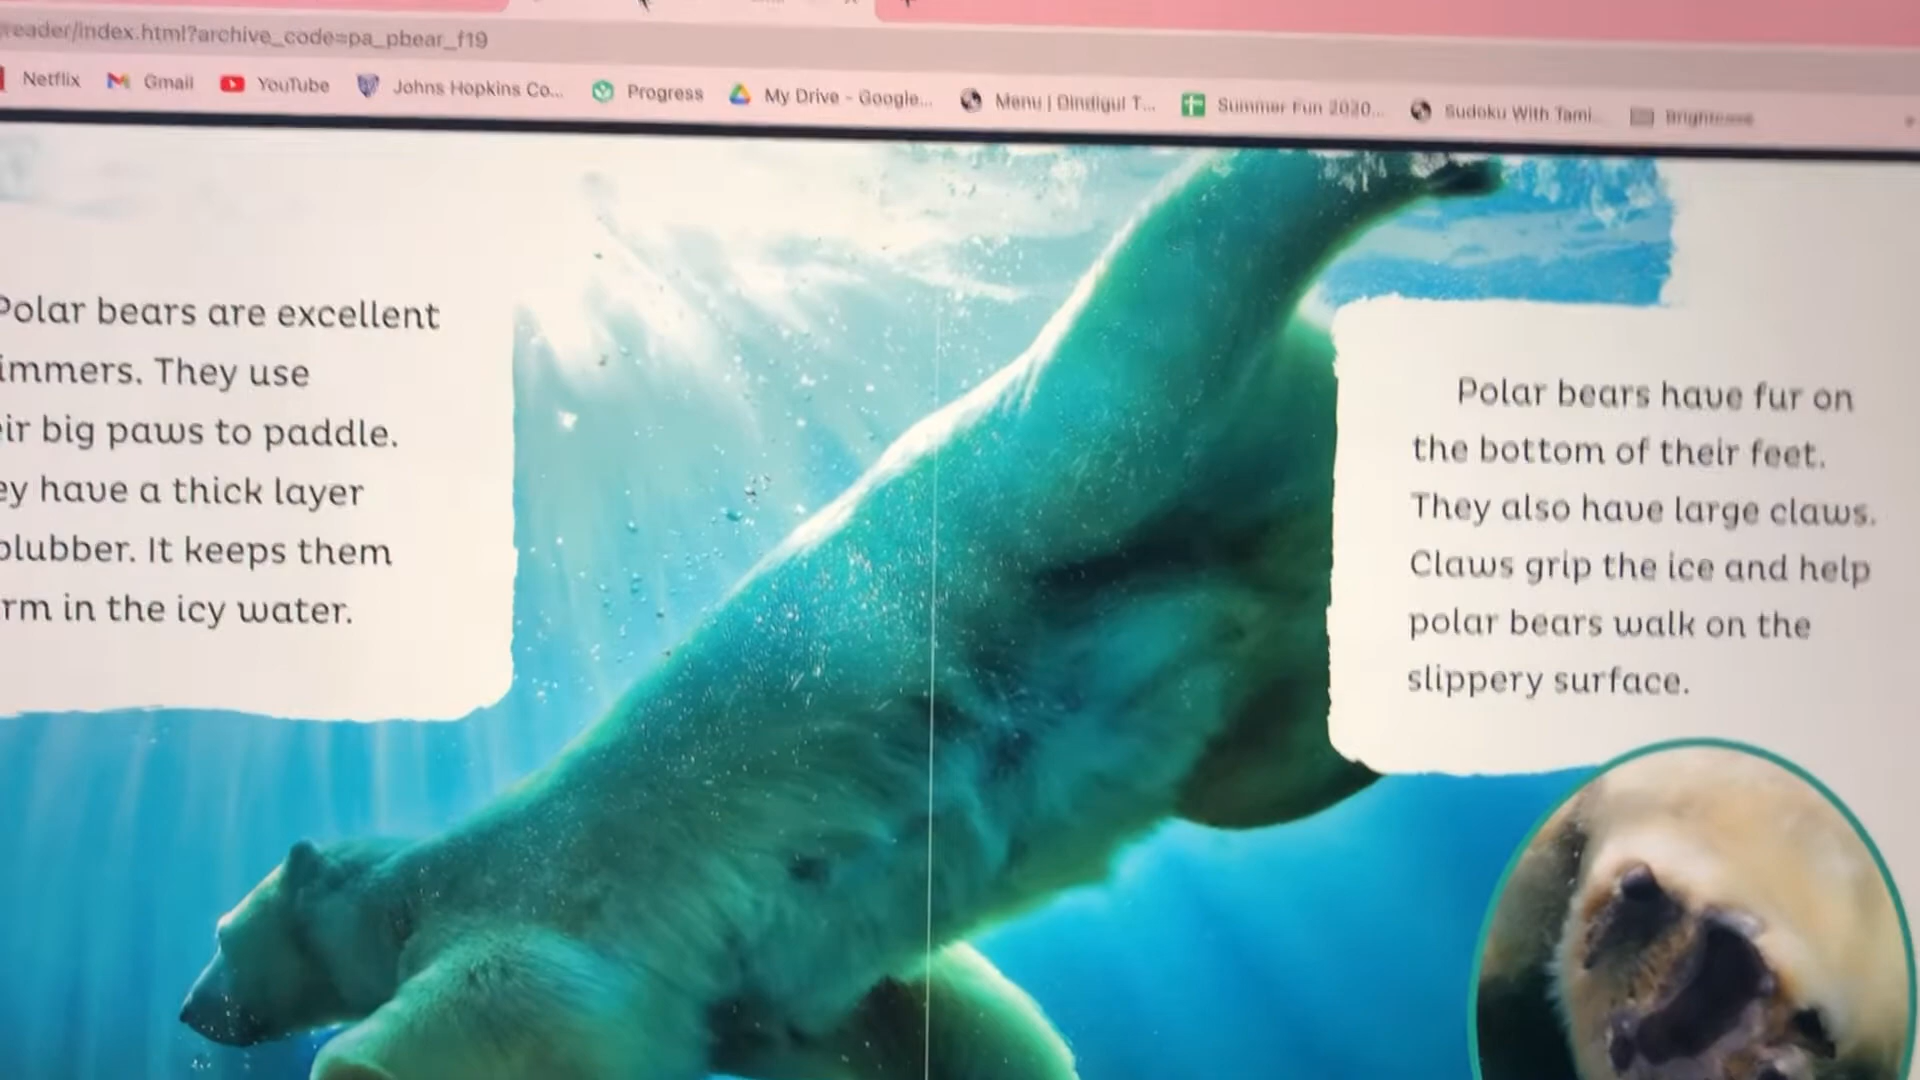 reader/index.html?archive_code=pa_pbear_f19
Netflix Gmail YouTube Johns Hopkins Co... Progress My Drive - Google... Menu | Dindigul T... Summer Fun 2020... Sudoku With Tami...
Polar bears are excellent
immers. They use
eir big paws to paddle.
ey have a thick layer
blubber. It keeps them
rm in the icy water.
Polar bears have fur on
the bottom of their feet.
They also have large claws.
Claws grip the ice and help
polar bears walk on the
slippery surface.